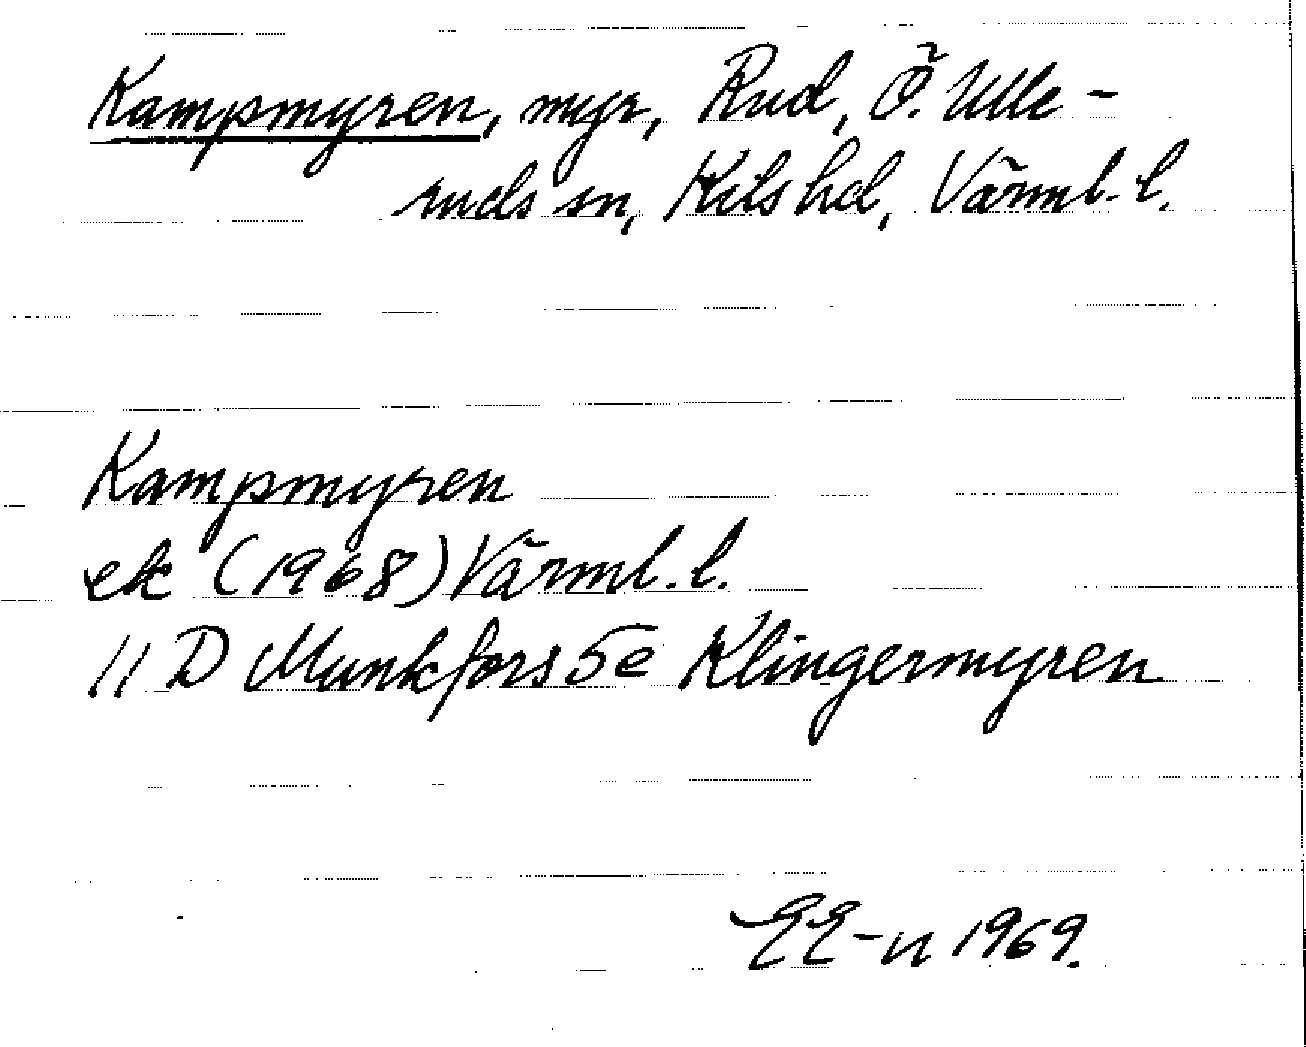 Kampmyren, myr, Rud, Ö. Ulle-
ruds sn, Kils hd, Värml. l.
Kampmyren
ek (1968) Värml. l.
11 D Munkfors 5e Klingermyren
EE-n 1969.